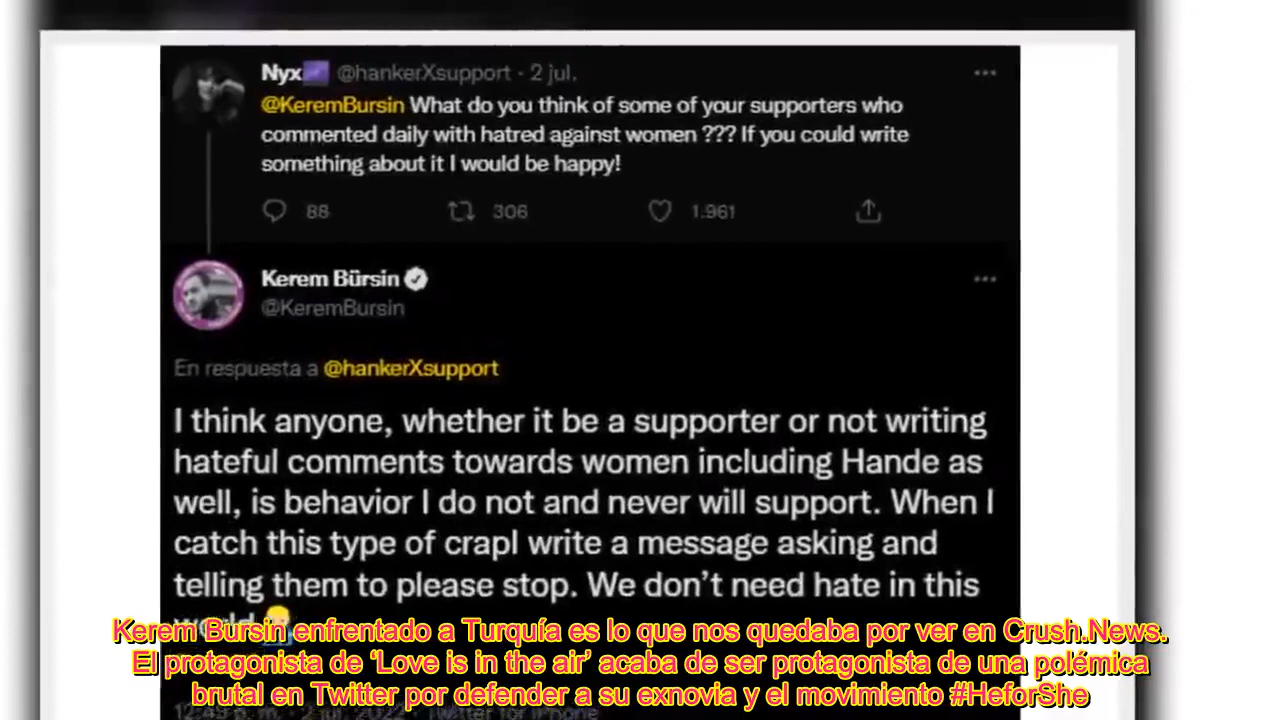 Nyx @hankerXsupport · 2 jul.
@KeremBursin What do you think of some of your supporters who
commented daily with hatred against women ??? If you could write
something about it I would be happy!
88 306 1.961
Kerem Bürsin
@KeremBursin
En respuesta a @hankerXsupport
I think anyone, whether it be a supporter or not writing
hateful comments towards women including Hande as
well, is behavior I do not and never will support. When I
catch this type of crapI write a message asking and
telling them to please stop. We don't need hate in this
Kerem Bursin enfrentado a Turquía es lo que nos quedaba por ver en Crush.News.
El protagonista de ‘Love is in the air’ acaba de ser protagonista de una polémica
brutal en Twitter por defender a su exnovia y el movimiento #HeforShe
2 jul. 2022 · Twitter for iPhone